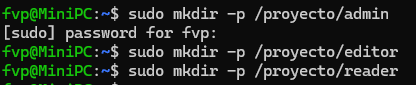 fvp@MiniPC:~$ sudo mkdir -p /proyecto/admin
[sudo] password for fvp:
fvp@MiniPC:~$ sudo mkdir -p /proyecto/editor
fvp@MiniPC:~$ sudo mkdir -p /proyecto/reader